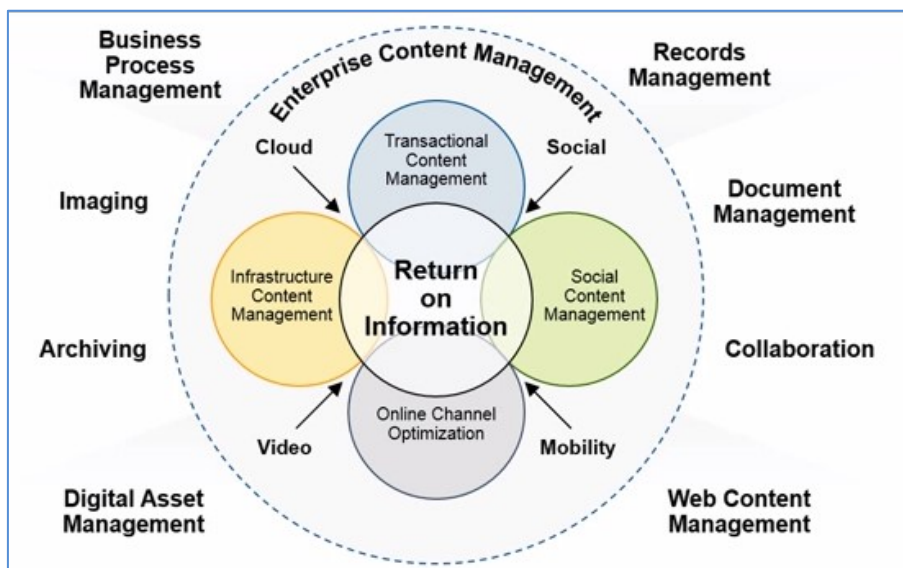 Business
Process
Management
Records
Management
Enterprise Content Management
Cloud
Transactional
Content
Management
Social
Imaging
Document
Management
Infrastructure
Content
Management
Return
on
Information
Social
Content
Management
Archiving
Collaboration
Online Channel
Optimization
Video
Mobility
Digital Asset
Management
Web Content
Management